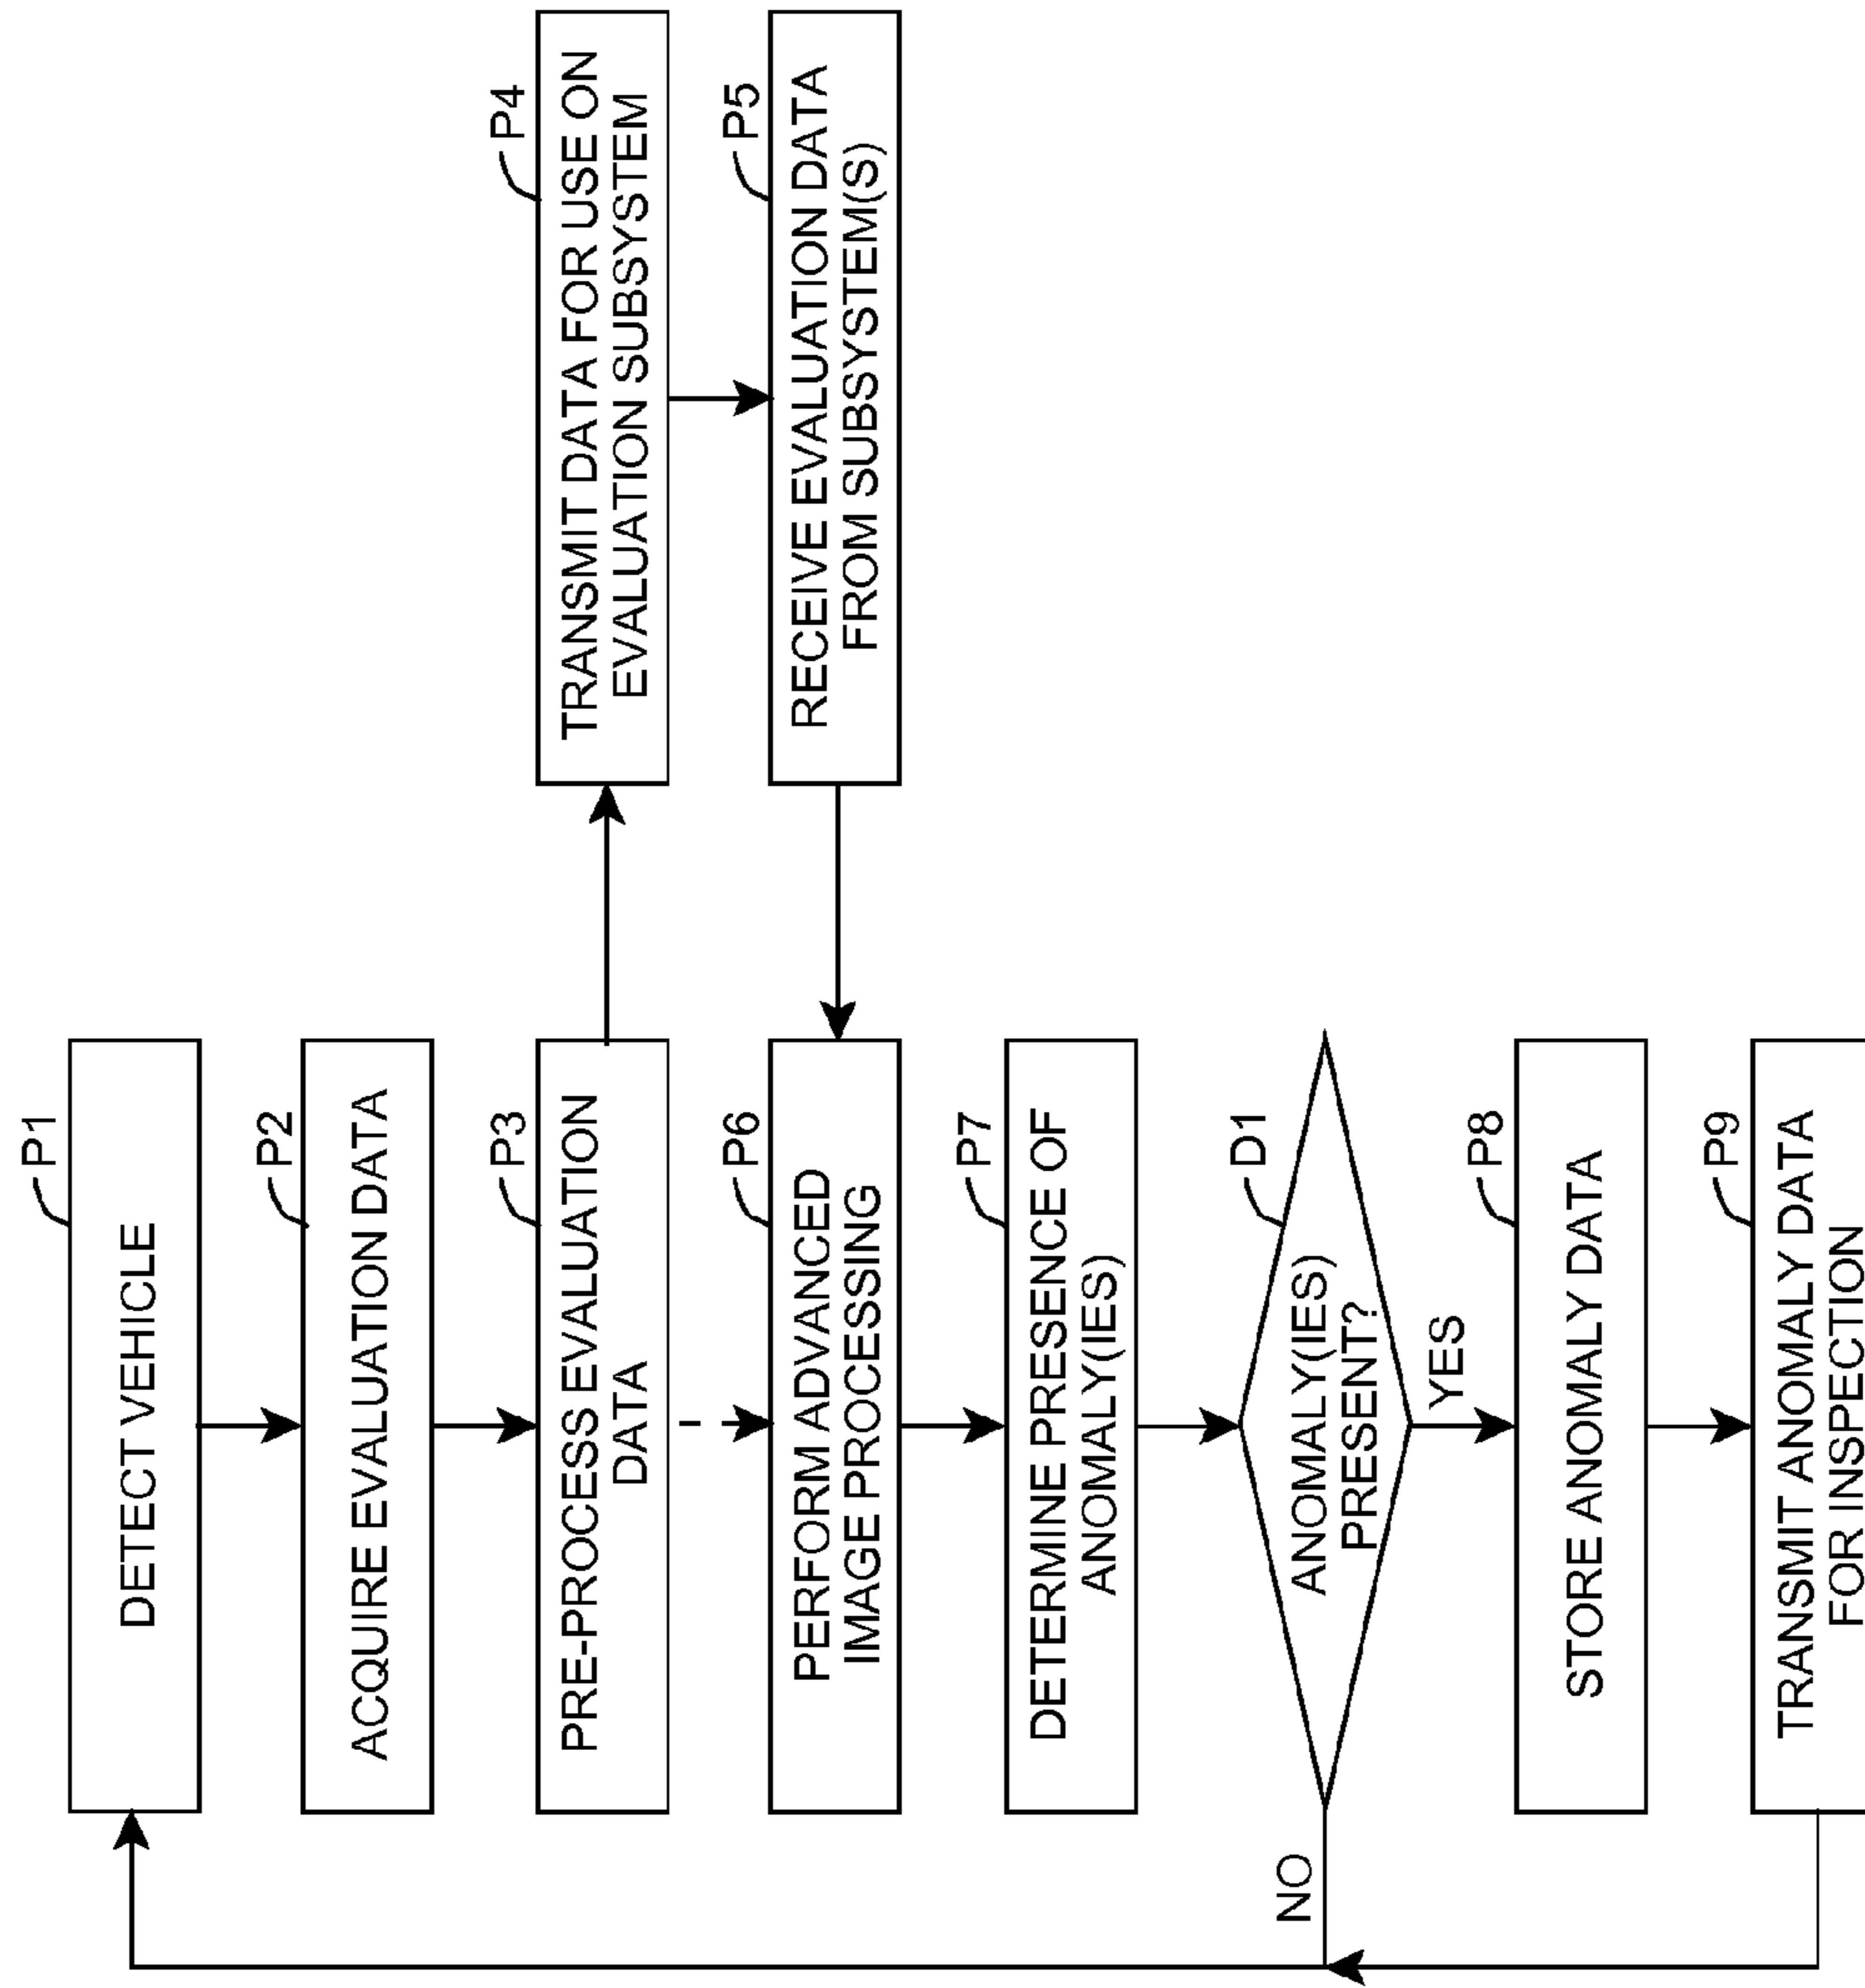 P1
DETECT VEHICLE
P2
ACQUIRE EVALUATION DATA
P3
PRE-PROCESS EVALUATION
DATA
P4
TRANSMIT DATA FOR USE ON
EVALUATION SUBSYSTEM
P5
RECEIVE EVALUATION DATA
FROM SUBSYSTEM(S)
P6
PERFORM ADVANCED
IMAGE PROCESSING
P7
DETERMINE PRESENCE OF
ANOMALY(IES)
D1
ANOMALY(IES)
PRESENT?
NO
YES
P8
STORE ANOMALY DATA
P9
TRANSMIT ANOMALY DATA
FOR INSPECTION